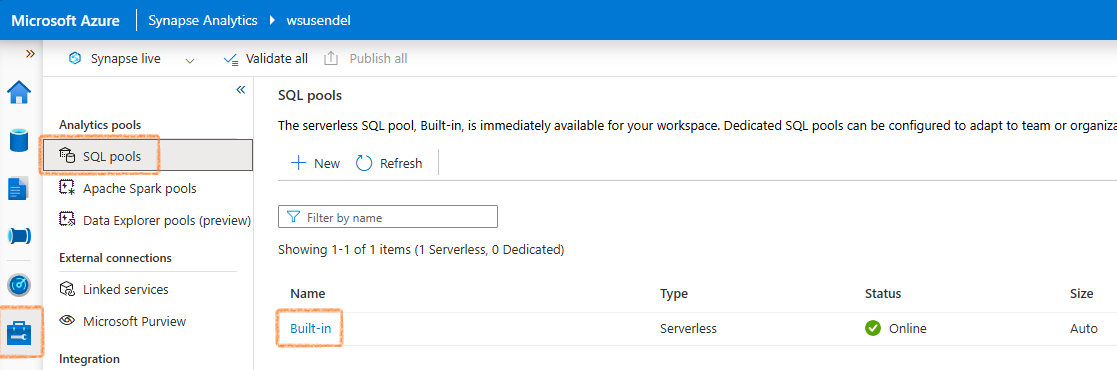 Microsoft Azure Synapse Analytics wsusendel
Synapse live Validate all Publish all
Analytics pools
SQL pools
Apache Spark pools
Data Explorer pools (preview)
External connections
Linked services
Microsoft Purview
Integration
SQL pools
The serverless SQL pool, Built-in, is immediately available for your workspace. Dedicated SQL pools can be configured to adapt to team or organiza
New Refresh
Filter by name
Showing 1-1 of 1 items (1 Serverless, 0 Dedicated)
Name Type Status Size
Built-in Serverless Online Auto